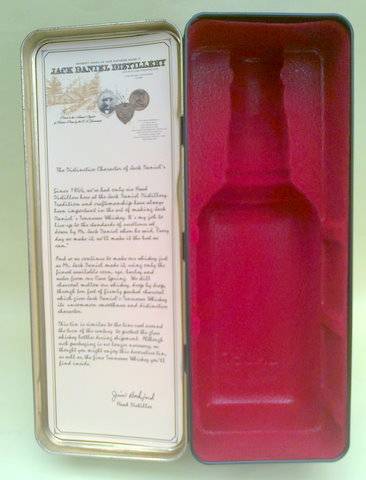 JACK DANIEL DISTILLERY
The Distinctive Character of Jack Daniel's
Since 1866, we've had only six Head
Distillers here at the Jack Daniel Distillery.
Tradition and craftsmanship have always
been important in the art of making Jack
Daniel's Tennessee Whiskey. It's my job to
live up to the standards of excellence set
down by Mr. Jack Daniel when he said, "Every
day we make it, we'll make it the best we
can."
And so we continue to make our whiskey just
as Mr. Jack Daniel made it, using only the
finest available corn, rye, barley and
water from our Cave Spring. We still
charcoal mellow our whiskey, drop by drop,
through ten feet of finely packed charcoal
which gives Jack Daniel's Tennessee Whiskey
its uncommon smoothness and distinctive
character.
This tin is similar to the tins used around
the turn of the century to protect the glass
whiskey bottles during shipment. Although
such packaging is no longer necessary, we
thought you might enjoy this decorative tin,
as well as the fine Tennessee Whiskey you'll
find inside.
Jim Bedford
Head Distiller